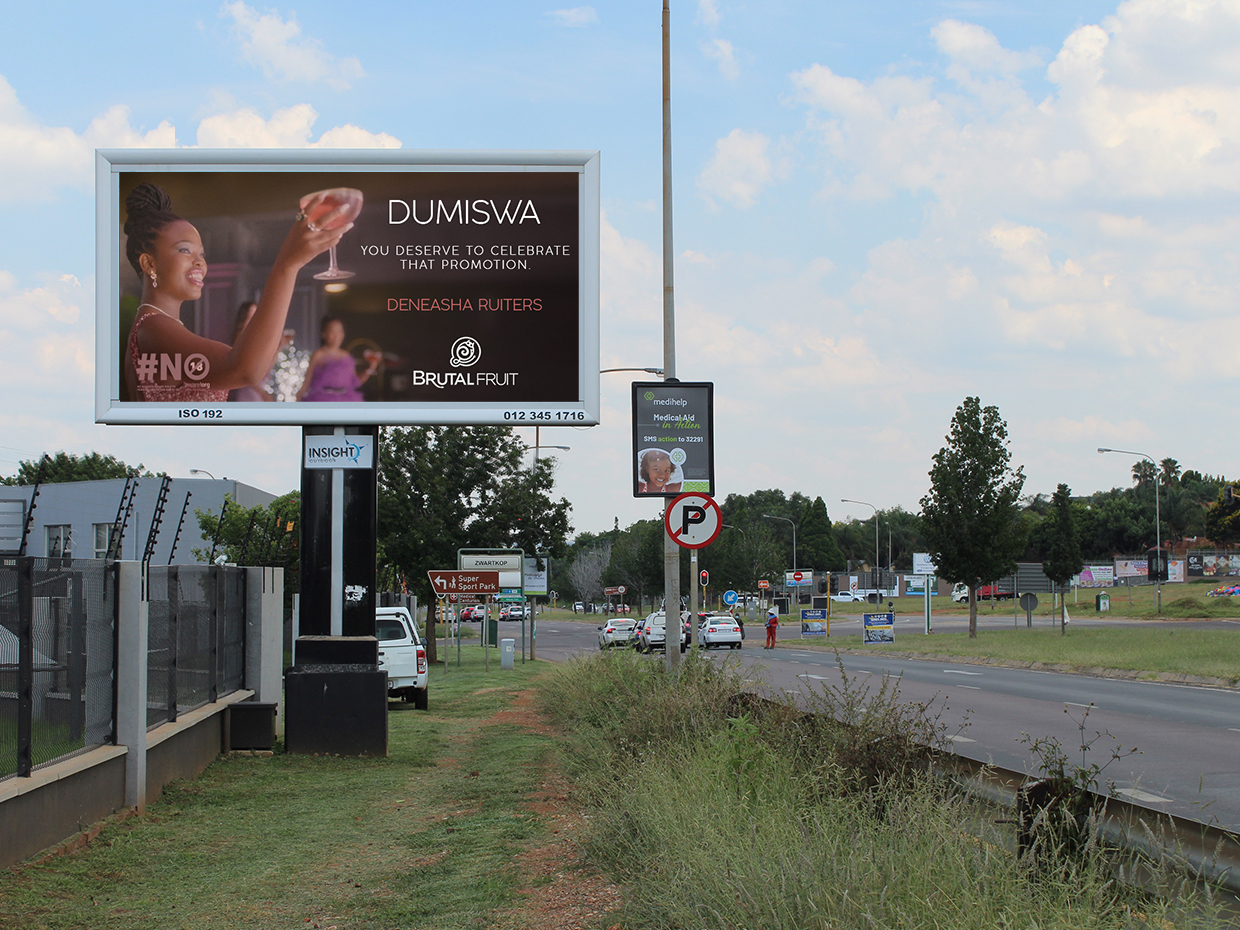 DUMISWA
YOU DESERVE TO CELEBRATE
THAT PROMOTION.
DENEASHA RUITERS
#NO
18
BRUTAL FRUIT
ISO 192
012 345 1716
INSIGHT
OUTDOOR
medihelp
Medical Aid
in Action
SMS action to 32291
P
ZWARTKOP
Super
Sport Park